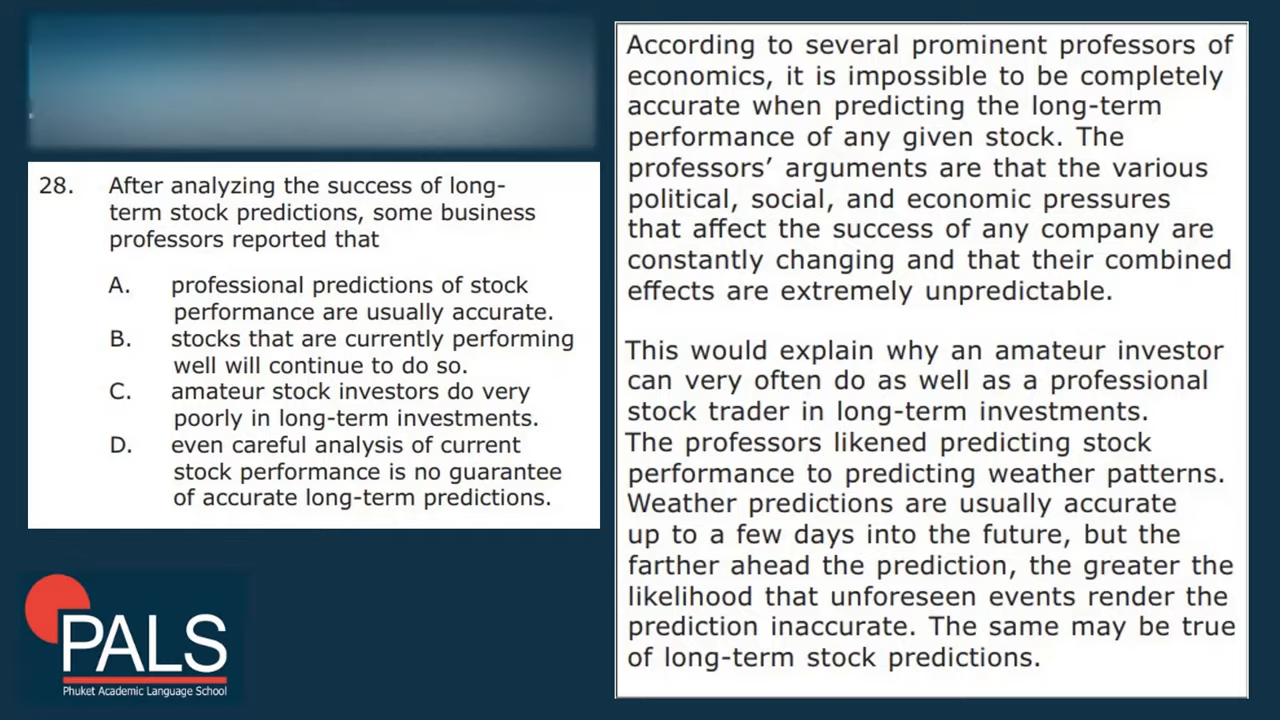 28. After analyzing the success of long-
term stock predictions, some business
professors reported that
A. professional predictions of stock
performance are usually accurate.
B. stocks that are currently performing
well will continue to do so.
C. amateur stock investors do very
poorly in long-term investments.
D. even careful analysis of current
stock performance is no guarantee
of accurate long-term predictions.
PALS
Phuket Academic Language School
According to several prominent professors of
economics, it is impossible to be completely
accurate when predicting the long-term
performance of any given stock. The
professors’ arguments are that the various
political, social, and economic pressures
that affect the success of any company are
constantly changing and that their combined
effects are extremely unpredictable.
This would explain why an amateur investor
can very often do as well as a professional
stock trader in long-term investments.
The professors likened predicting stock
performance to predicting weather patterns.
Weather predictions are usually accurate
up to a few days into the future, but the
farther ahead the prediction, the greater the
likelihood that unforeseen events render the
prediction inaccurate. The same may be true
of long-term stock predictions.